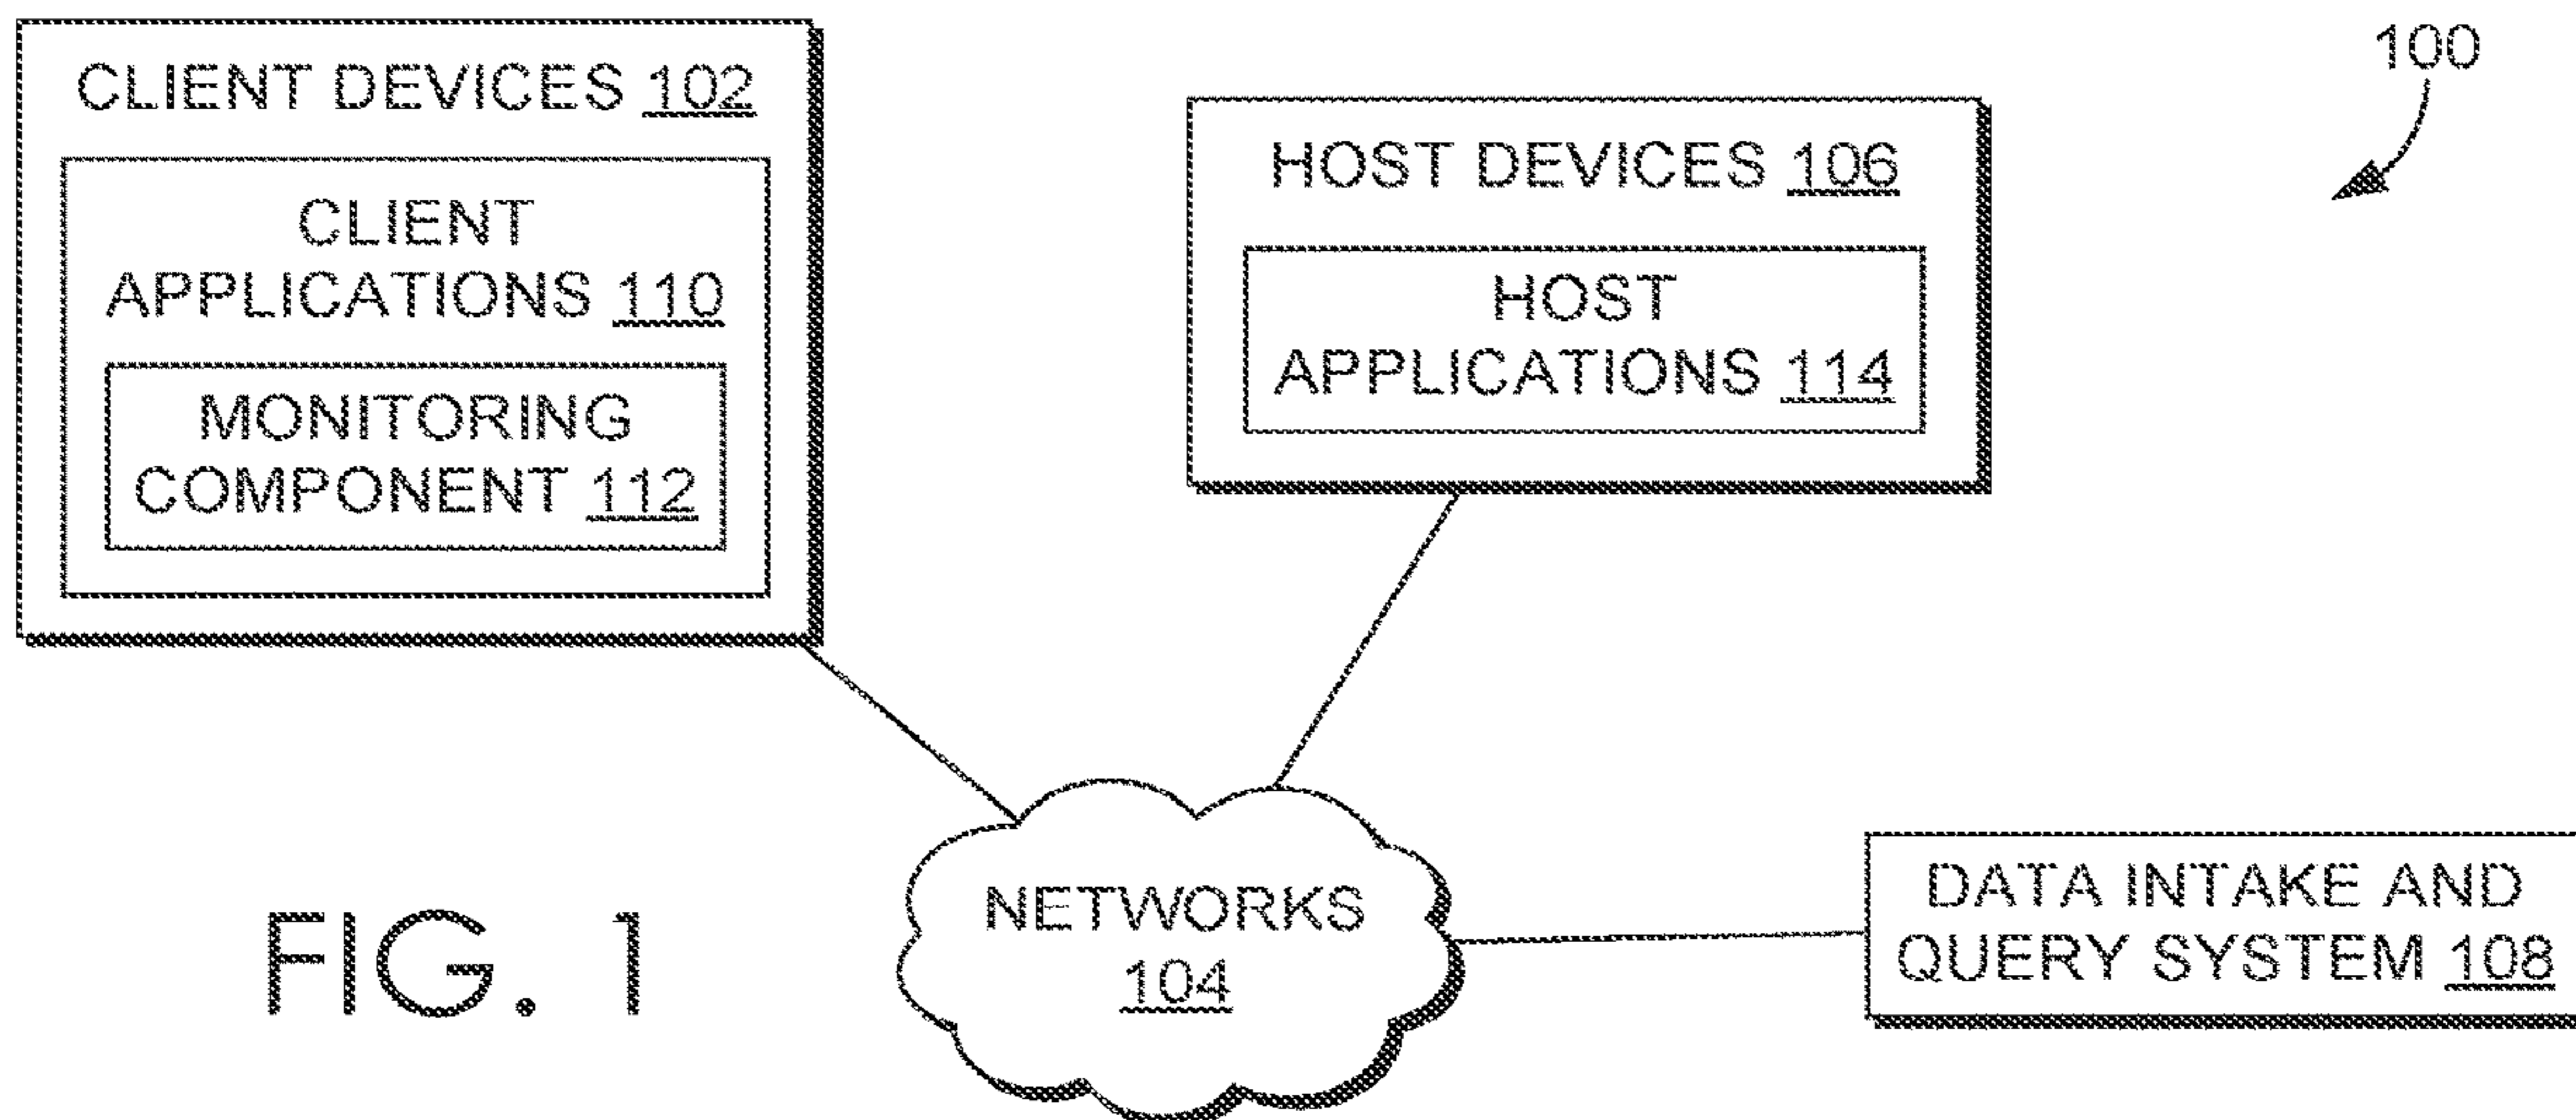 CLIENT DEVICES 102
CLIENT
APPLICATIONS 110
MONITORING
COMPONENT 112
HOST DEVICES 106
HOST
APPLICATIONS 114
100
NETWORKS
104
DATA INTAKE AND
QUERY SYSTEM 108
FIG. 1